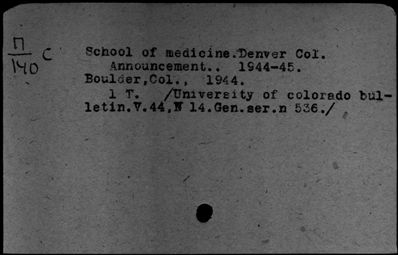 П
140 C
School of medicine.Denver Col.
Announcement.. 1944-45.
Boulder,Col., 1944.
1 T. /University of colorado bul-
letin.V.44,N 14.Gen.ser.n 536./